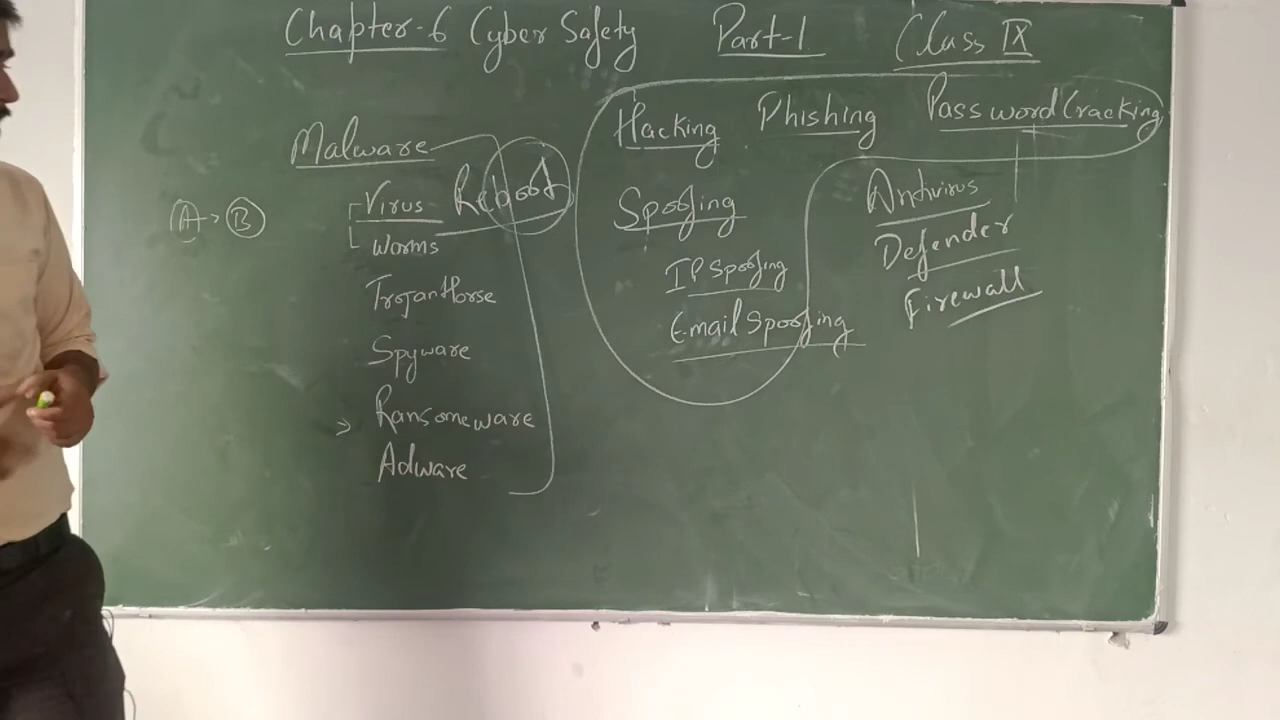 Chapter-6 Cyber Safety Part-1 Class IX
Malware
Virus Reboot
Worms
Trojan Horse
Spyware
Ransomeware
Adware
A → B
Hacking Phishing Password Cracking
Spoofing
IP Spoofing
Email Spoofing
Antivirus
Defender
Firewall